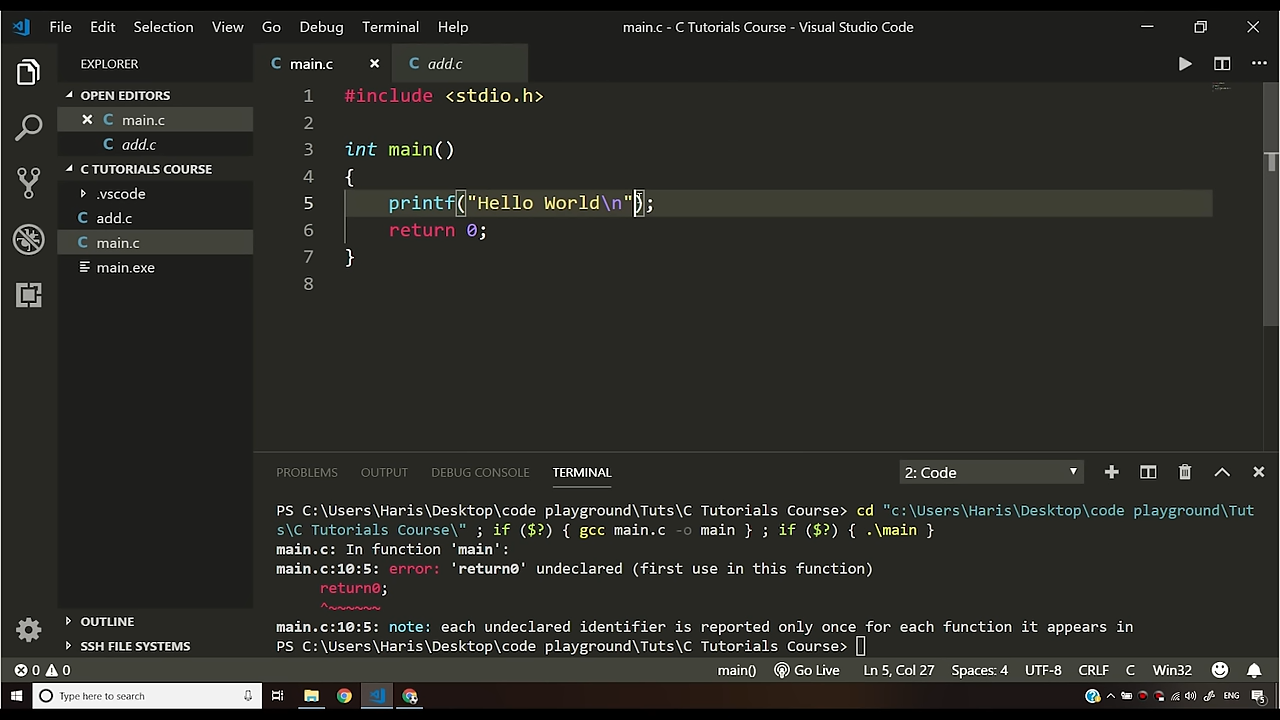 File Edit Selection View Go Debug Terminal Help main.c - C Tutorials Course - Visual Studio Code
EXPLORER
C main.c
C add.c
OPEN EDITORS
C main.c
C add.c
C TUTORIALS COURSE
.vscode
C add.c
C main.c
main.exe
OUTLINE
SSH FILE SYSTEMS
1 #include <stdio.h>
2
3 int main()
4 {
5 printf("Hello World\n");
6 return 0;
7 }
8
PROBLEMS OUTPUT DEBUG CONSOLE TERMINAL 2: Code
PS C:\Users\Haris\Desktop\code playground\Tuts\C Tutorials Course> cd "c:\Users\Haris\Desktop\code playground\Tut
s\C Tutorials Course\" ; if ($?) { gcc main.c -o main } ; if ($?) { .\main }
main.c: In function 'main':
main.c:10:5: error: 'return0' undeclared (first use in this function)
return0;
^~~~~~~
main.c:10:5: note: each undeclared identifier is reported only once for each function it appears in
PS C:\Users\Haris\Desktop\code playground\Tuts\C Tutorials Course>
0 0 main() Go Live Ln 5, Col 27 Spaces: 4 UTF-8 CRLF C Win32
Type here to search ENG